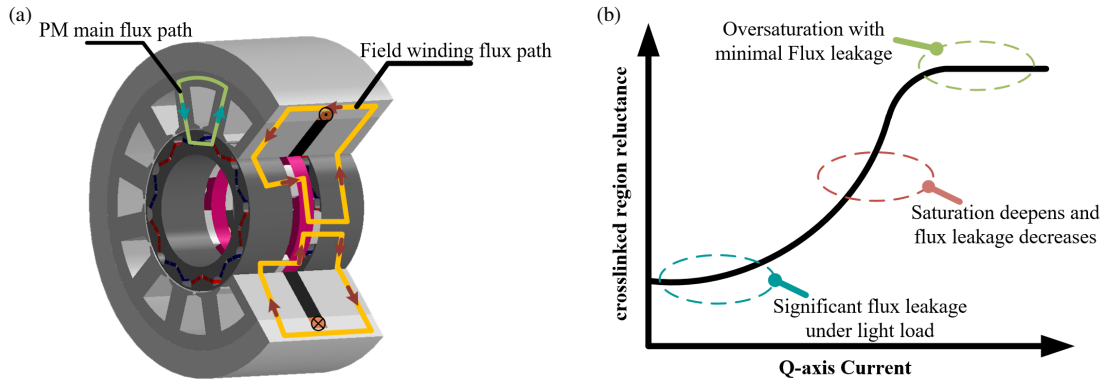 (a)
PM main flux path
Field winding flux path
(b)
Oversaturation with
minimal Flux leakage
crosslinked region reluctance
Saturation deepens and
flux leakage decreases
Significant flux leakage
under light load
Q-axis Current